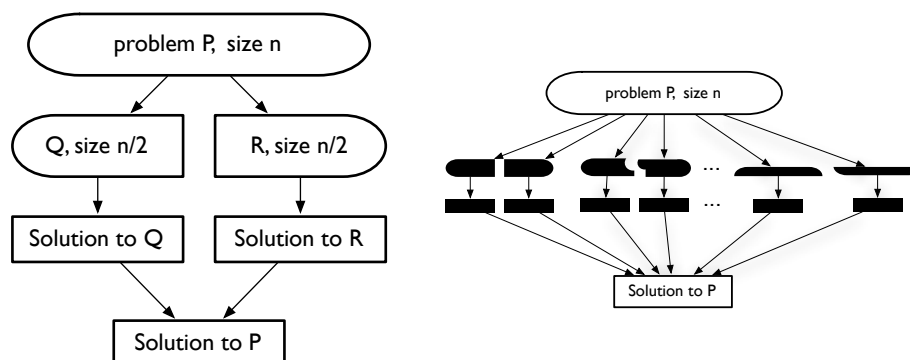 problem P, size n
Q, size n/2
R, size n/2
Solution to Q
Solution to R
Solution to P
problem P, size n
...
...
Solution to P